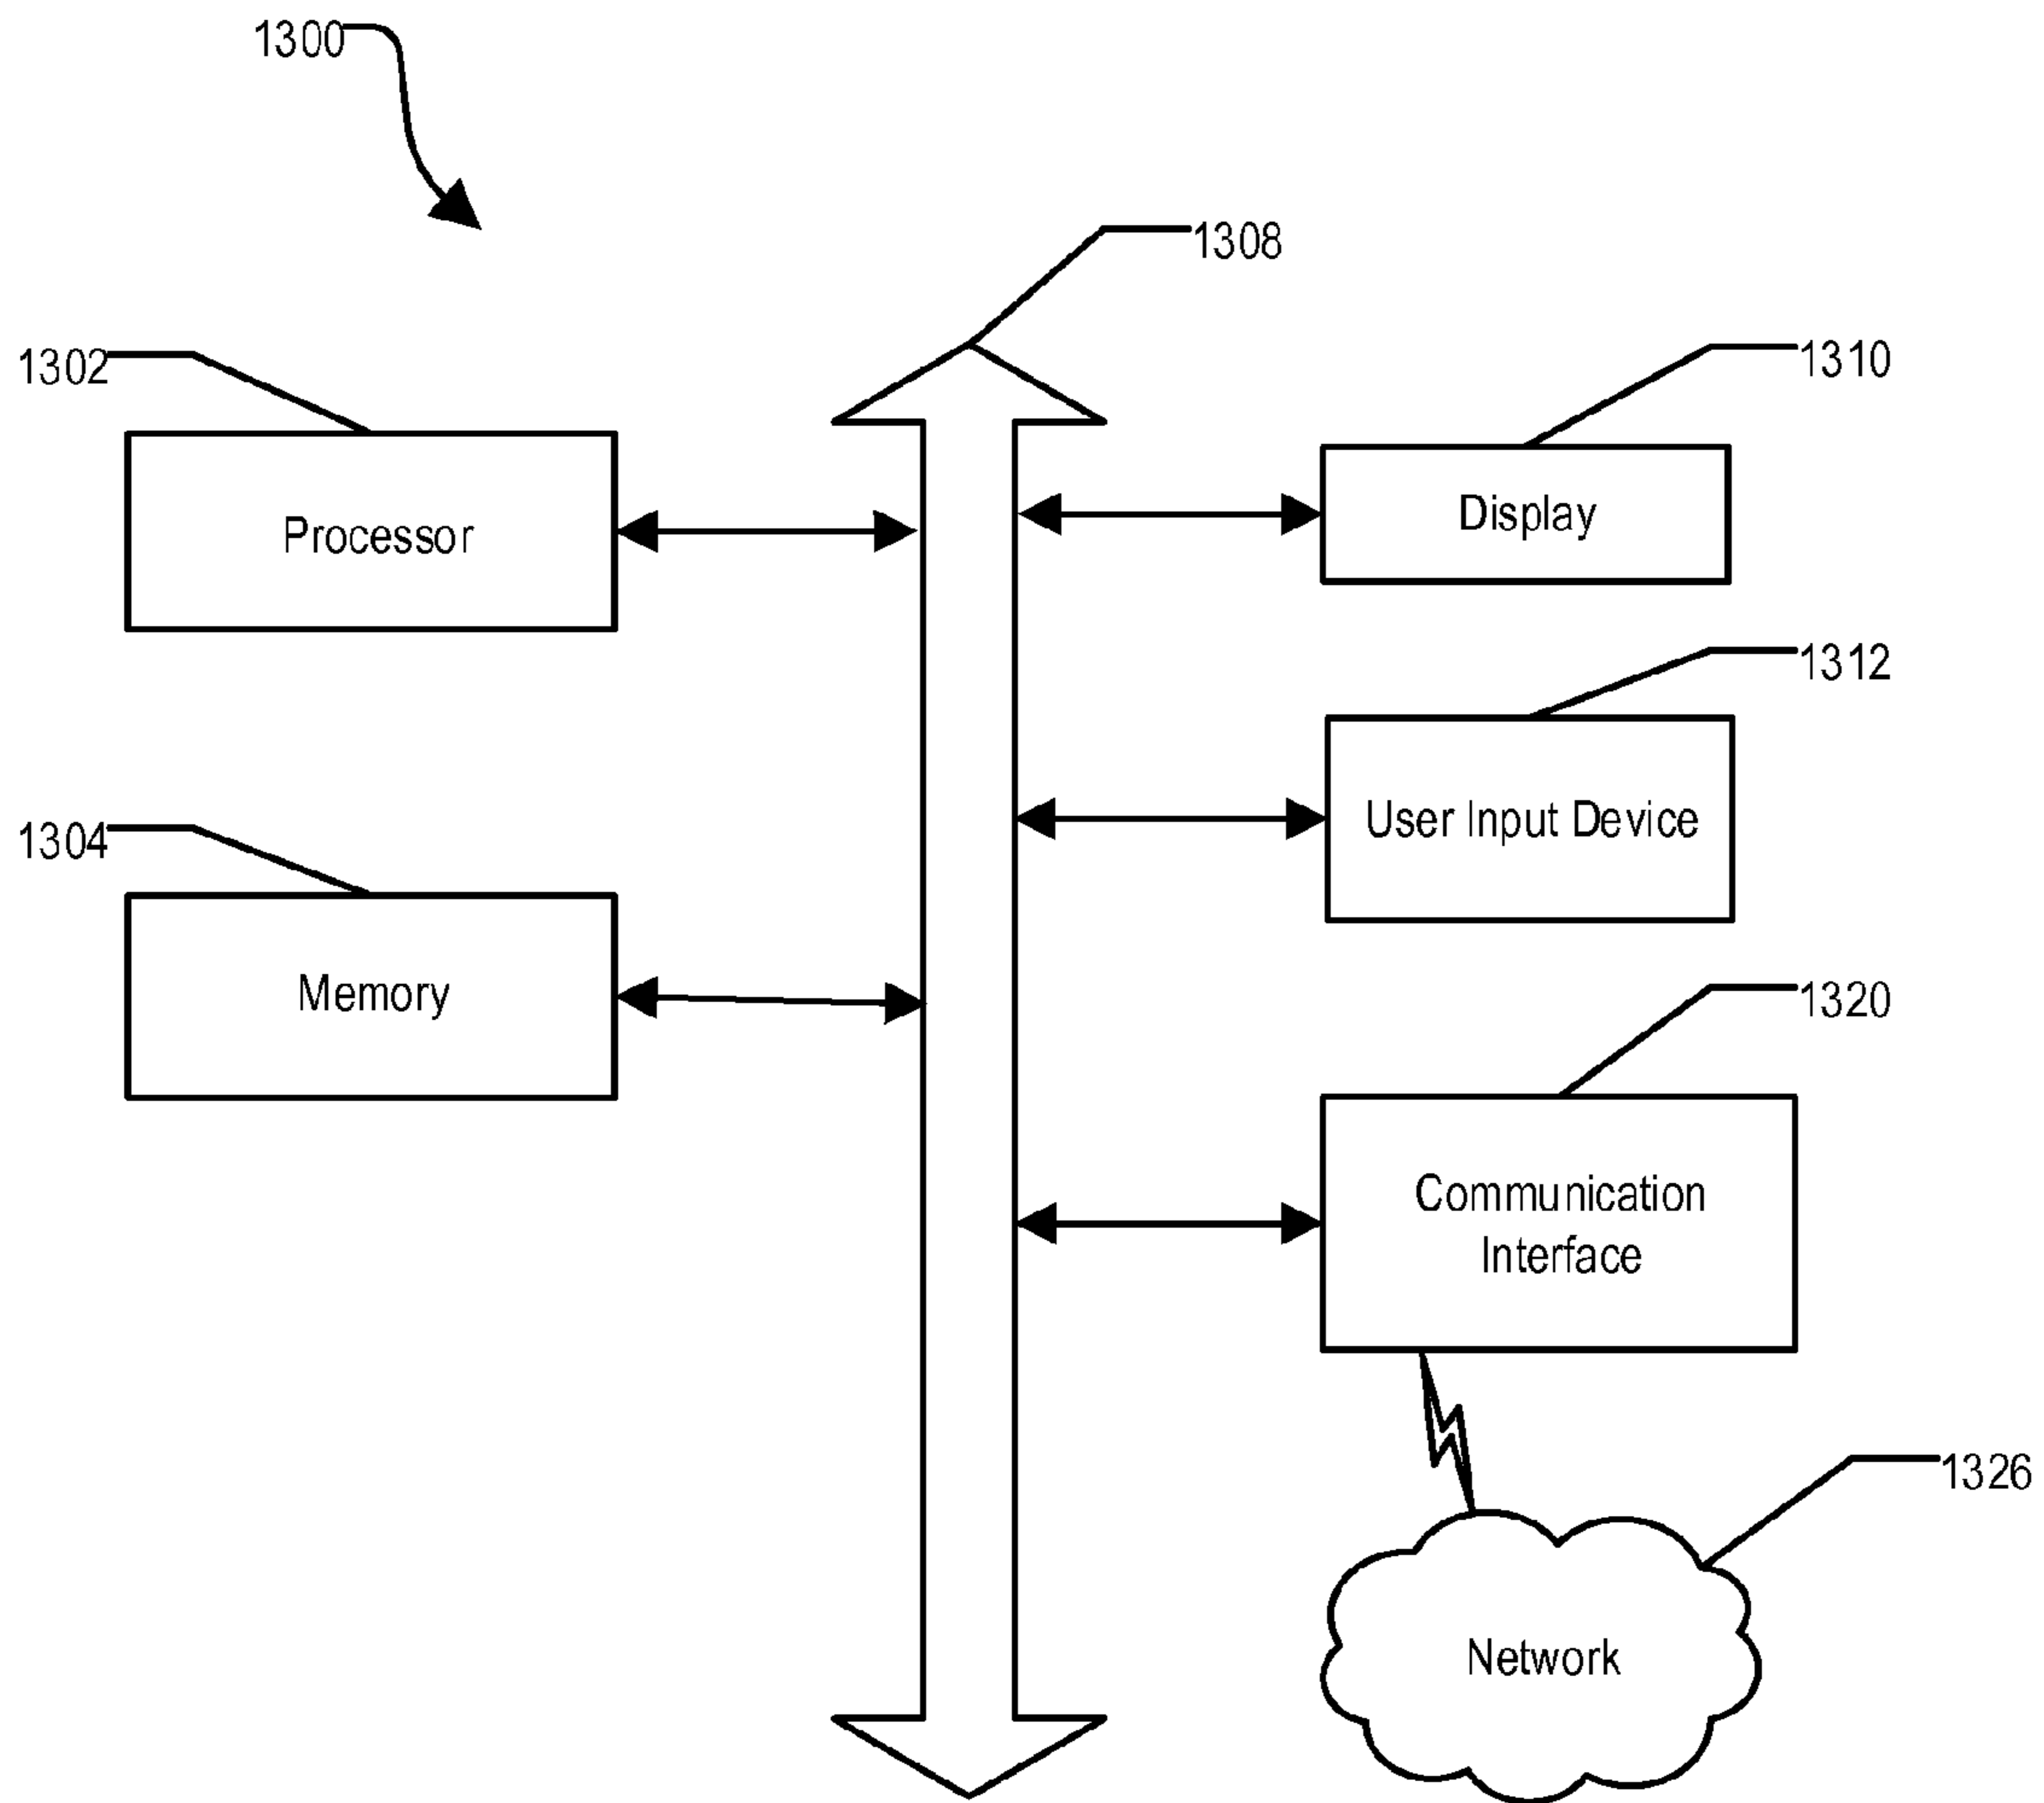 1300
1308
1302
1310
Processor
Display
1312
1304
User Input Device
Memory
1320
Communication
Interface
1326
Network